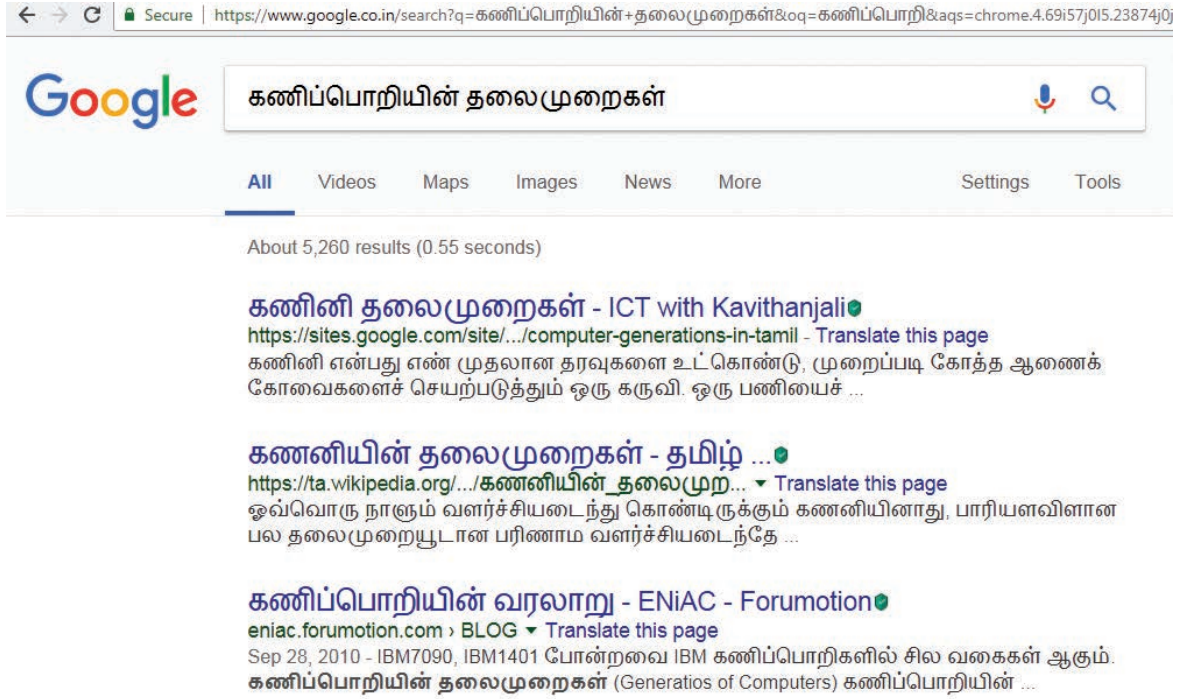 Secure | https://www.google.co.in/search?q=கணிப்பொறியின்+தலைமுறைகள்&oq=கணிப்பொறி&aqs=chrome.4.69i57j0l5.23874j0j
Google கணிப்பொறியின் தலைமுறைகள்
All Videos Maps Images News More Settings Tools
About 5,260 results (0.55 seconds)
கணினி தலைமுறைகள் - ICT with Kavithanjali
https://sites.google.com/site/.../computer-generations-in-tamil - Translate this page
கணினி என்பது எண் முதலான தரவுகளை உட்கொண்டு, முறைப்படி கோத்த ஆணைக்
கோவைகளைச் செயற்படுத்தும் ஒரு கருவி. ஒரு பணியைச் ...
கணனியின் தலைமுறைகள் - தமிழ் ...
https://ta.wikipedia.org/.../கணனியின்_தலைமுற... Translate this page
ஓவ்வொரு நாளும் வளர்ச்சியடைந்து கொண்டிருக்கும் கணனியினாது, பாரியளவிளான
பல தலைமுறையூடான பரிணாம வளர்ச்சியடைந்தே ...
கணிப்பொறியின் வரலாறு - ENiAC - Forumotion
eniac.forumotion.com › BLOG Translate this page
Sep 28, 2010 - IBM7090, IBM1401 போன்றவை IBM கணிப்பொறிகளில் சில வகைகள் ஆகும்.
கணிப்பொறியின் தலைமுறைகள் (Generatios of Computers) கணிப்பொறியின் ...